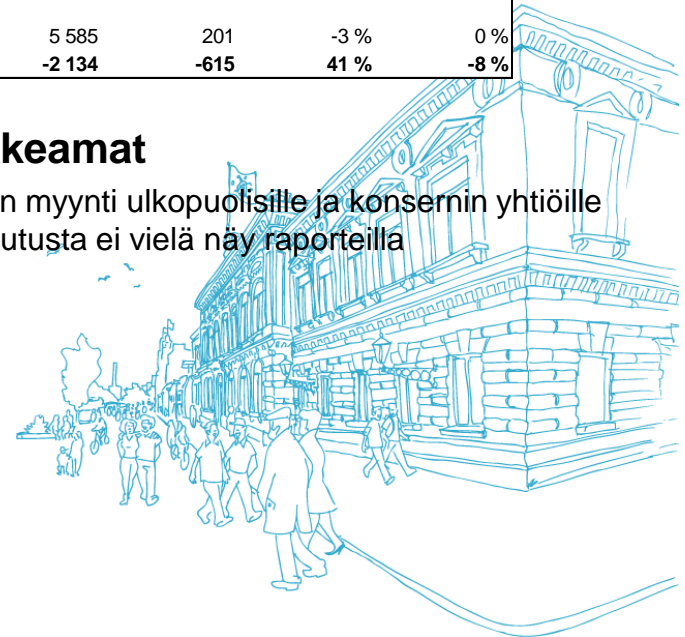 5 585 201 -3 % 0 %
-2 134 -615 41 % -8 %
keamat
n myynti ulkopuolisille ja konsernin yhtiöille
utusta ei vielä näy raporteilla